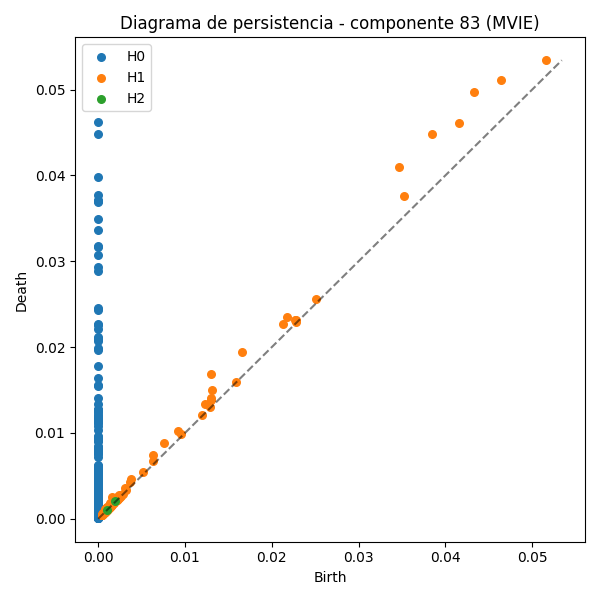 Diagrama de persistencia - componente 83 (MVIE)
H0
H1
H2
0.05
0.04
0.03
0.02
0.01
0.00
Death
0.00 0.01 0.02 0.03 0.04 0.05
Birth